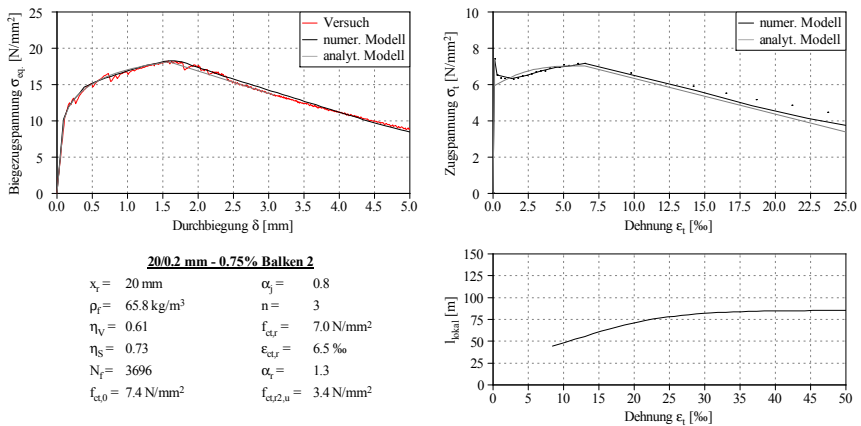 25
20
15
10
5
0
0.0 0.5 1.0 1.5 2.0 2.5 3.0 3.5 4.0 4.5 5.0
Biegezugspannung σeq. [N/mm²]
Durchbiegung δ [mm]
Versuch
numer. Modell
analyt. Modell
10
8
6
4
2
0
0.0 2.5 5.0 7.5 10.0 12.5 15.0 17.5 20.0 22.5 25.0
Zugspannung σt [N/mm²]
Dehnung εt [‰]
numer. Modell
analyt. Modell
20/0.2 mm - 0.75% Balken 2
xr = 20 mm αj = 0.8
ρf = 65.8 kg/m³ n = 3
ηV = 0.61 fct,r = 7.0 N/mm²
ηS = 0.73 εct,r = 6.5 ‰
Nf = 3696 αr = 1.3
fct,0 = 7.4 N/mm² fct,r2,u = 3.4 N/mm²
150
125
100
75
50
25
0
0 5 10 15 20 25 30 35 40 45 50
llokal [m]
Dehnung εt [‰]